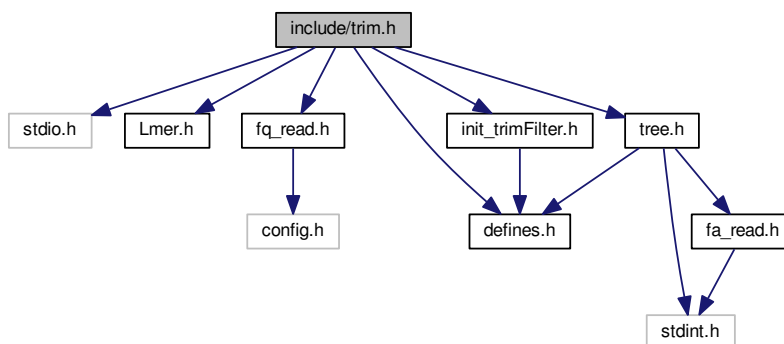 include/trim.h
stdio.h
Lmer.h
fq_read.h
init_trimFilter.h
tree.h
config.h
defines.h
fa_read.h
stdint.h